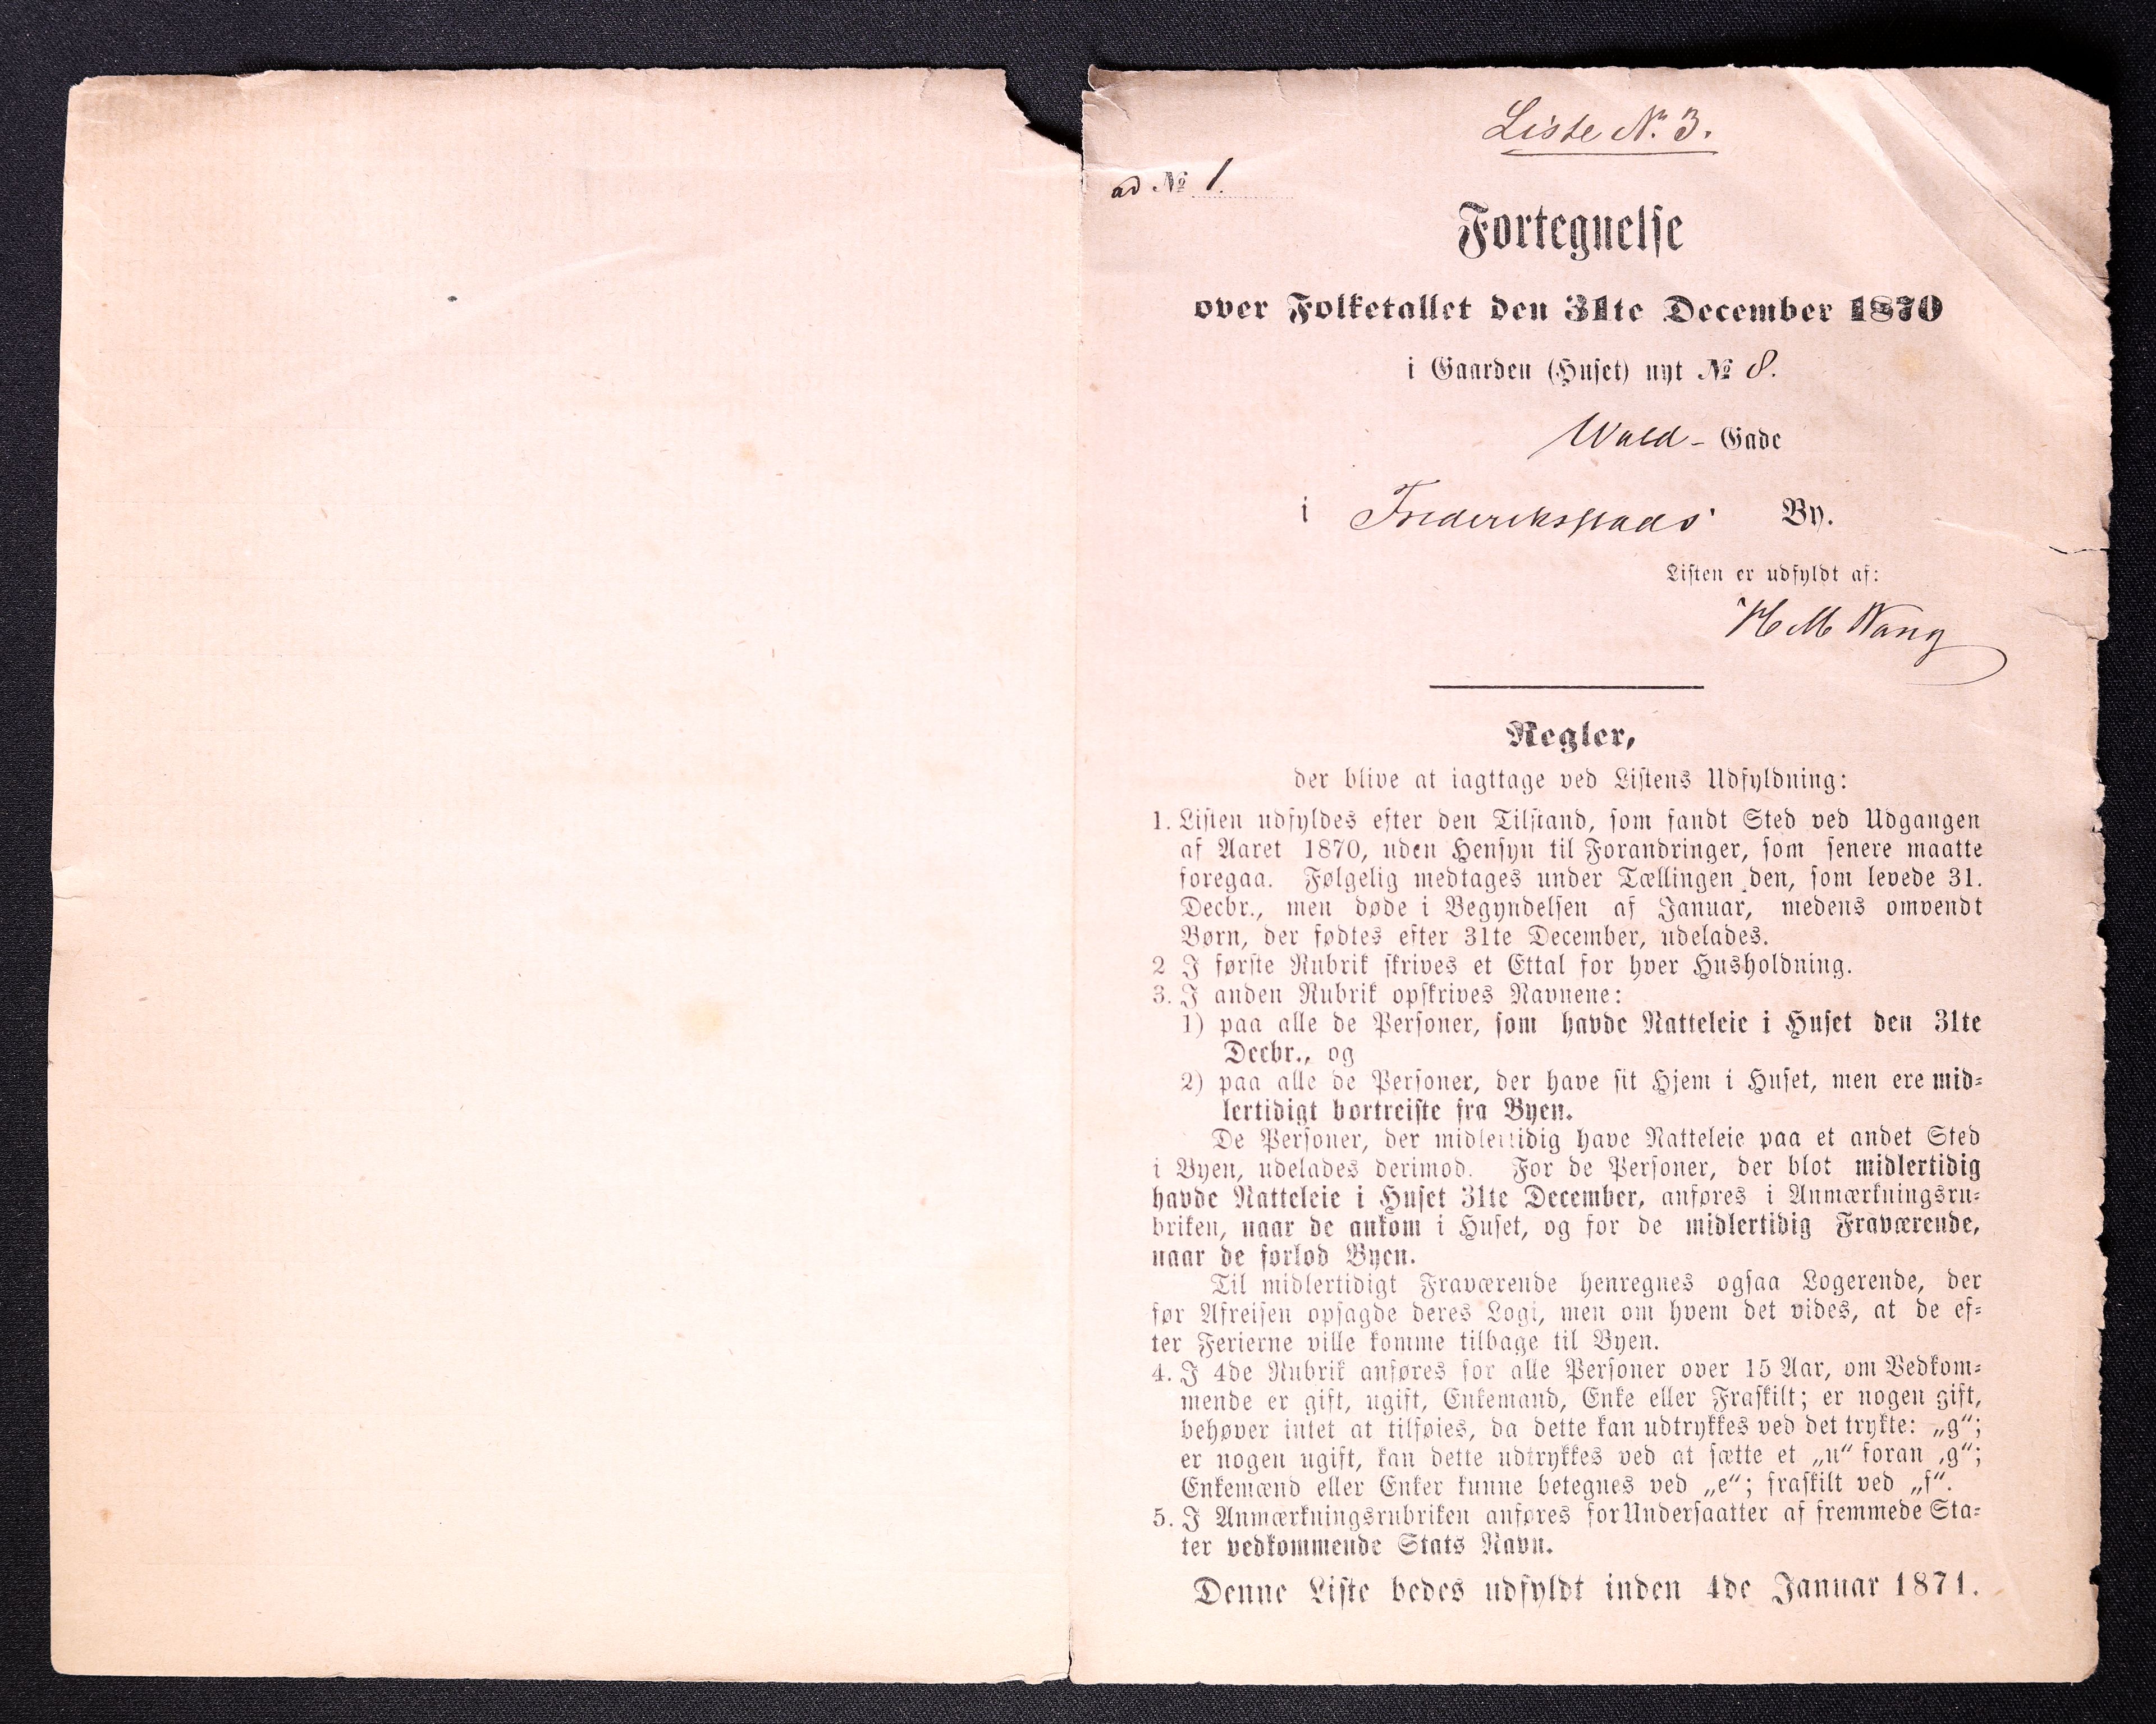 Liste No. 3.
ad No 1.
Fortegnelse
over Folketallet den 31te December 1870
i Gaarden (Huset) nyt No 8.
Wald- Gade
i Frederikstads By.
Listen er udfyldt af:
H M Wang
Regler,
der blive at iagttage ved Listens Udfyldning:
1. Listen udfyldes efter den Tilstand, som fandt Sted ved Udgangen
af Aaret 1870, uden Hensyn til Forandringer, som senere maatte
foregaa. Følgelig medtages under Tællingen den, som levede 31.
Decbr., men døde i Begyndelsen af Januar, medens omvendt
Børn, der fødtes efter 31te December, udelades.
2 I første Rubrik skrives et Ettal for hver Husholdning.
3. I anden Rubrik opskrives Navnene:
1) paa alle de Personer, som havde Natteleie i Huset den 31te
Decbr., og
2) paa alle de Personer, der have sit Hjem i Huset, men ere mid-
lertidigt bortreiste fra Byen.
De Personer, der midlertidig have Natteleie paa et andet Sted
i Byen, udelades derimod. For de Personer, der blot midlertidig
havde Natteleie i Huset 31te December, anføres i Anmærkningsru-
briken, naar de ankom i Huset, og for de midlertidig Fraværende,
naar de forlod Byen.
Til midlertidigt Fraværende henregnes ogsaa Logerende, der
før Afreisen opsagde deres Logi, men om hvem det vides, at de ef-
ter Ferierne ville komme tilbage til Byen.
4. I 4de Rubrik anføres for alle Personer over 15 Aar, om Vedkom-
mende er gift, ugift, Enkemand, Enke eller Fraskilt; er nogen gift,
behøver intet at tilføies, da dette kan udtrykkes ved det trykte: „g“;
er nogen ugift, kan dette udtrykkes ved at sætte et „u“ foran „g“;
Enkemænd eller Enker kunne betegnes ved „e“; fraskilt ved „f“.
5. I Anmærkningsrubriken anføres for Undersaatter af fremmede Sta-
ter vedkommende Stats Navn.
Denne Liste bedes udfyldt inden 4de Januar 1871.